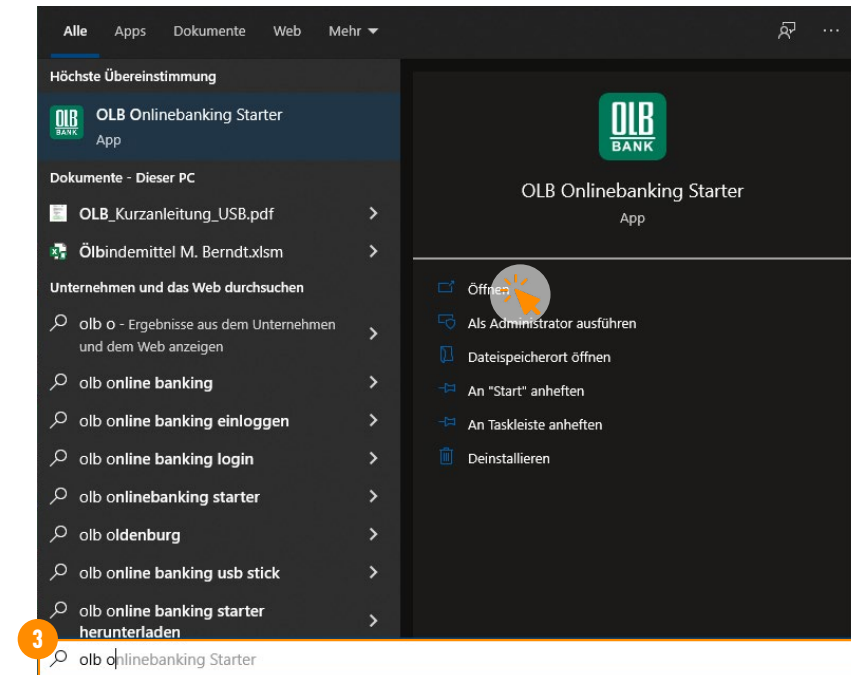 Alle Apps Dokumente Web Mehr
Höchste Übereinstimmung
OLB
BANK
OLB Onlinebanking Starter
App
Dokumente - Dieser PC
OLB_Kurzanleitung_USB.pdf
Ölbindemittel M. Berndt.xlsm
Unternehmen und das Web durchsuchen
olb o - Ergebnisse aus dem Unternehmen
und dem Web anzeigen
olb online banking
olb online banking einloggen
olb online banking login
olb onlinebanking starter
olb oldenburg
olb online banking usb stick
olb online banking starter
herunterladen
OLB
BANK
OLB Onlinebanking Starter
App
Öffnen
Als Administrator ausführen
Dateispeicherort öffnen
An "Start" anheften
An Taskleiste anheften
Deinstallieren
3
olb onlinebanking Starter